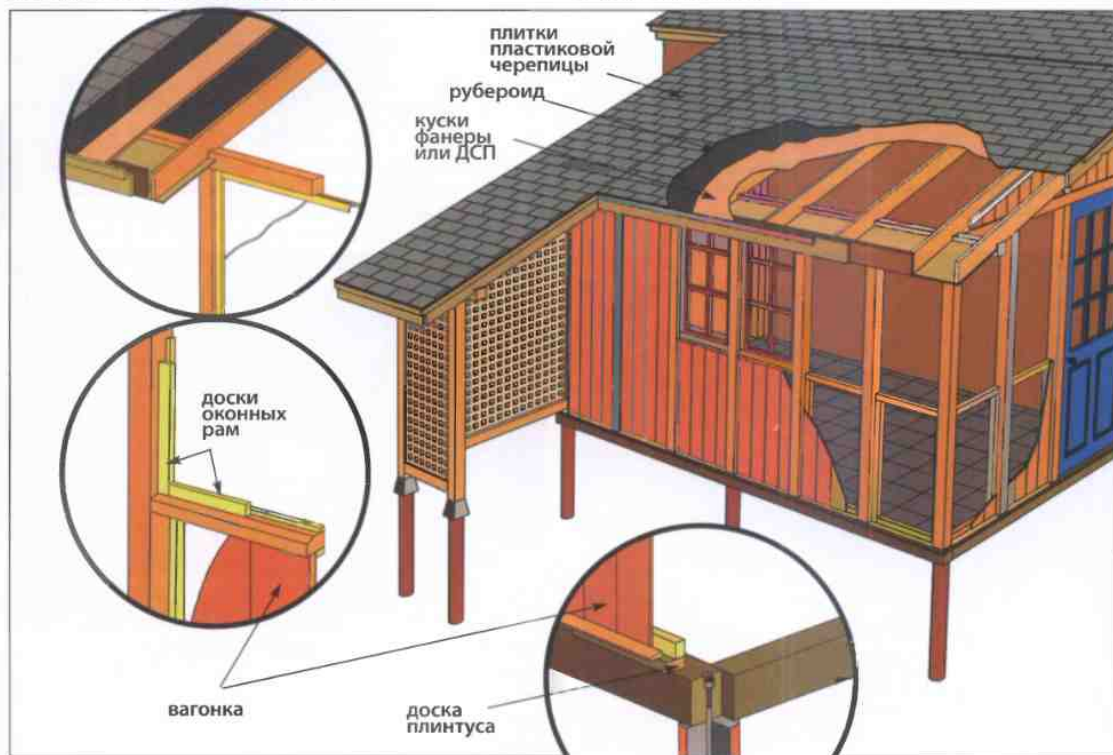 плитки
пластиковой
черепицы
рубероид
куски
фанеры
или ДСП
доски
оконных
рам
вагонка
доска
плинтуса